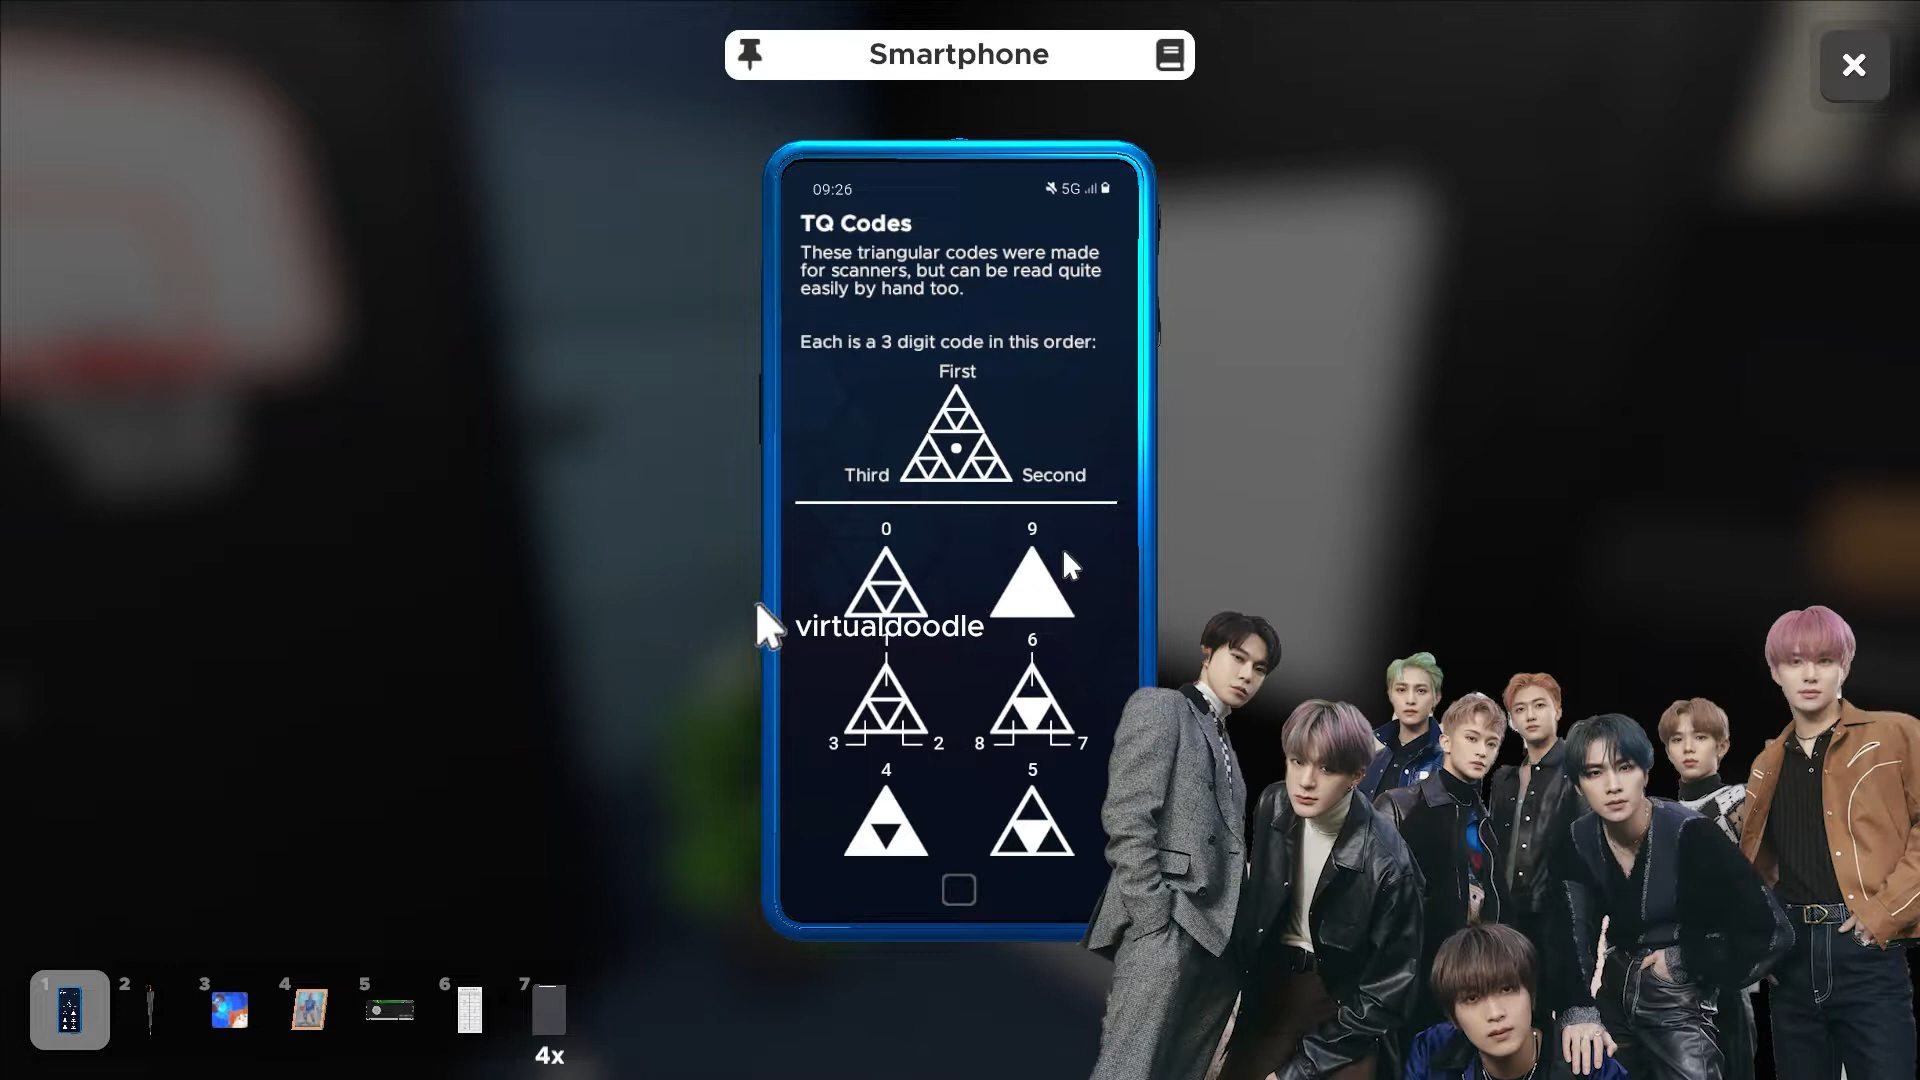 Smartphone
09:26
5G
TQ Codes
These triangular codes were made
for scanners, but can be read quite
easily by hand too.
Each is a 3 digit code in this order:
First
Third Second
0 9
virtualdoodle
1 6
3 2 8 7
4 5
1 2 3 4 5 6 7
4x